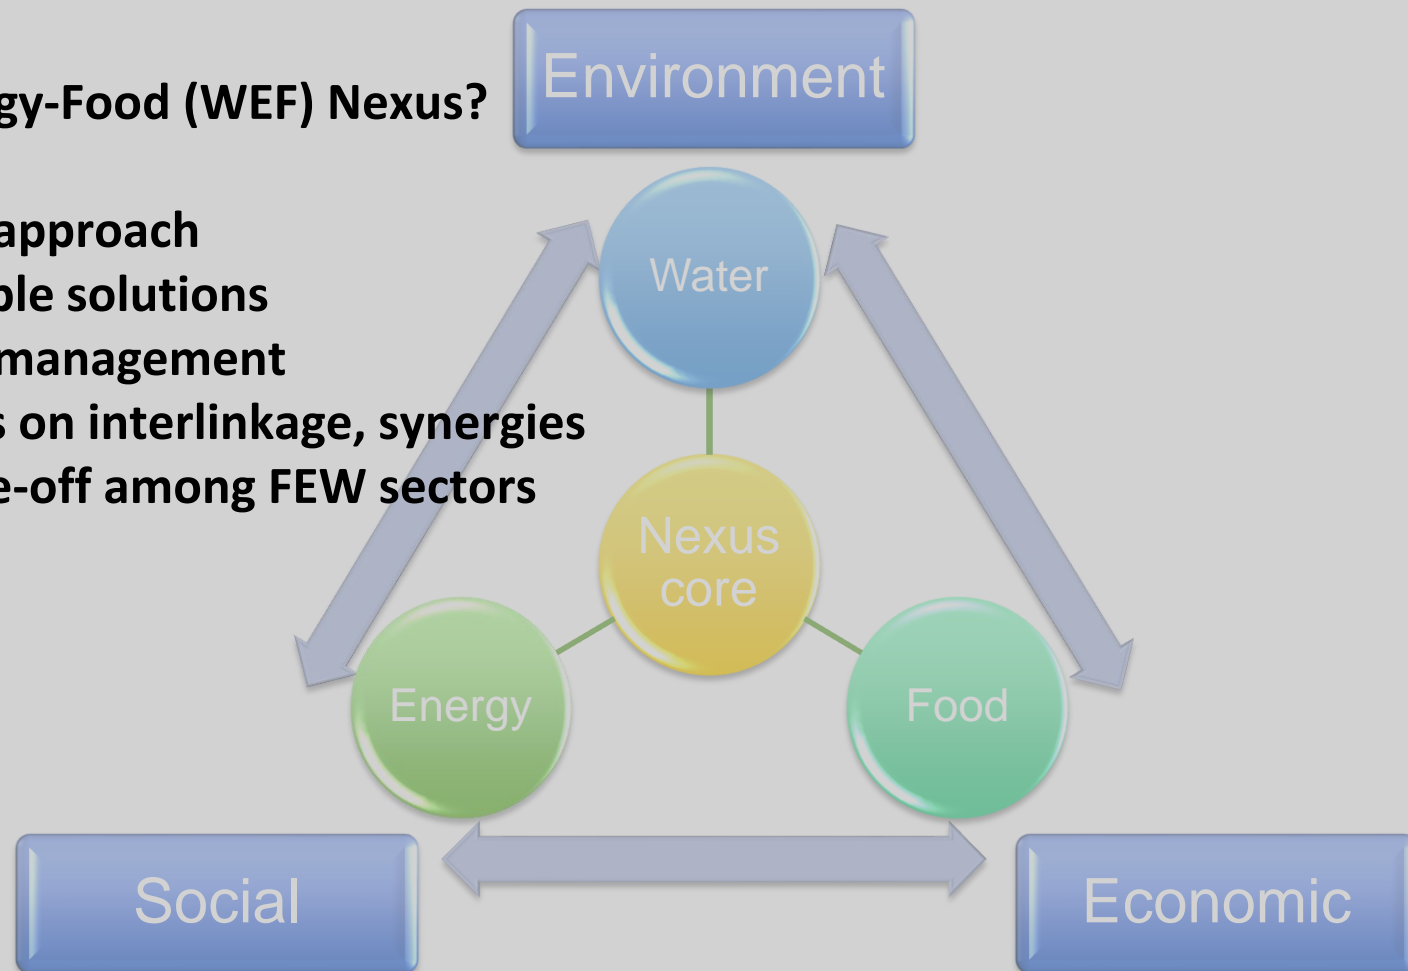 Environment
gy-Food (WEF) Nexus?
approach
ble solutions
management
s on interlinkage, synergies
e-off among FEW sectors
Water
Nexus
core
Energy
Food
Social
Economic